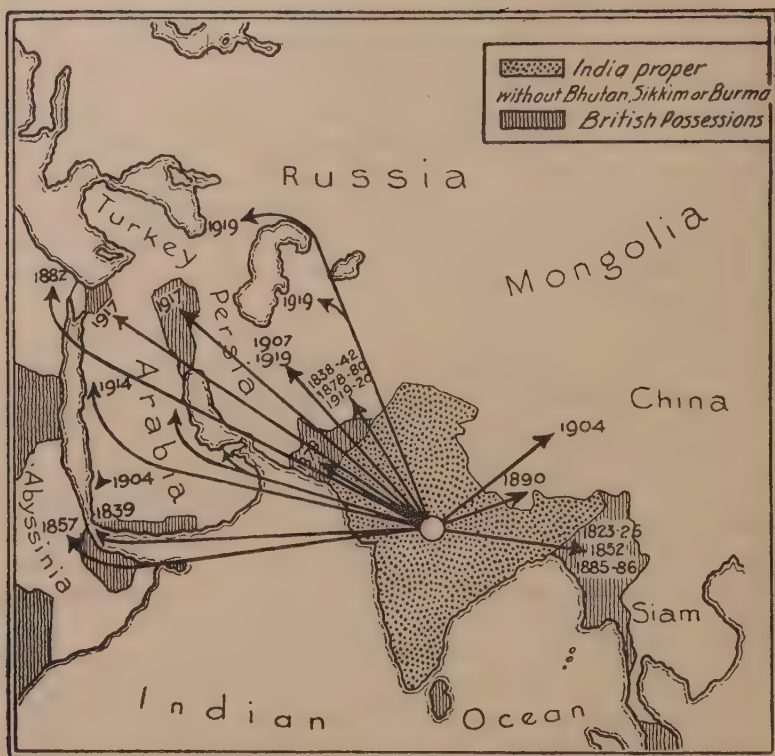 India proper
without Bhutan, Sikkim or Burma
British Possessions
Russia
Mongolia
Turkey
1919
1882
1917
1917
Persia
1919
1907
1919
1838-42
1878-80
1919-20
1914
Arabia
China
1904
1890
1904
Abyssinia
1839
1857
1823-26
1852
1885-86
Siam
Indian Ocean